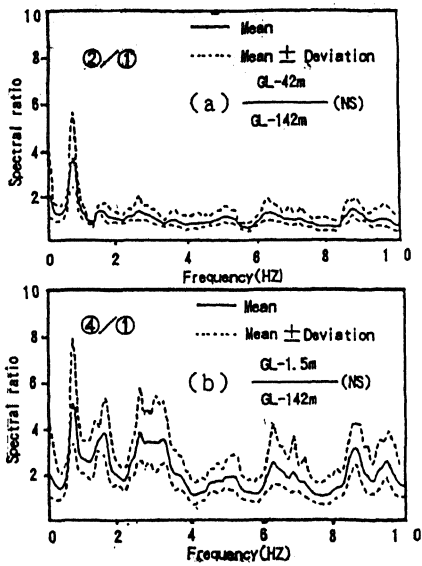 10
8
6
4
2
Spectral ratio
②/①
Mean
Mean ± Deviation
(a) GL-42m
GL-142m
(NS)
0 2 4 6 8 1 0
Frequency(HZ)
10
8
6
4
2
Spectral ratio
④/①
Mean
Mean ± Deviation
(b) GL-1.5m
GL-142m
(NS)
0 2 4 6 8 1 0
Frequency(HZ)